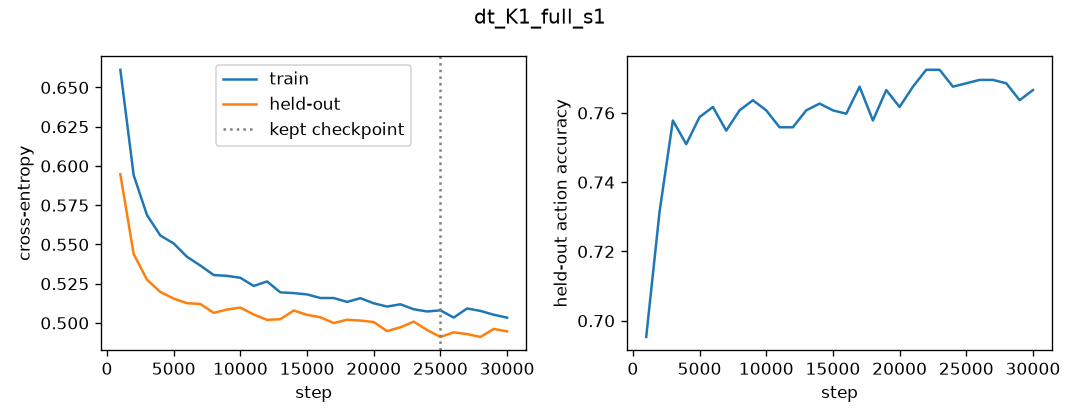 dt_K1_full_s1
train
held-out
kept checkpoint
cross-entropy
0.650
0.625
0.600
0.575
0.550
0.525
0.500
0 5000 10000 15000 20000 25000 30000
step
held-out action accuracy
0.76
0.74
0.72
0.70
0 5000 10000 15000 20000 25000 30000
step